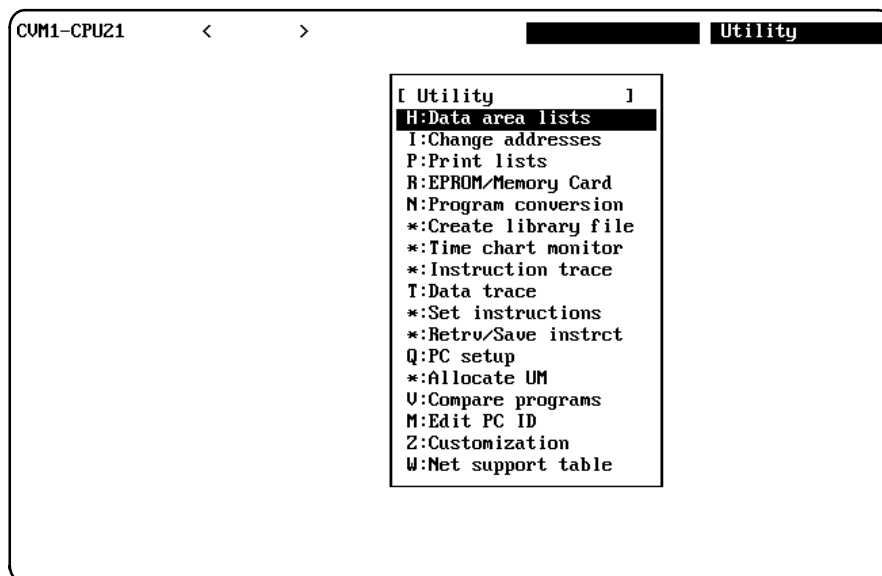 CVM1-CPU21 < > Utility
[ Utility ]
H:Data area lists
I:Change addresses
P:Print lists
R:EPROM/Memory Card
N:Program conversion
*:Create library file
*:Time chart monitor
*:Instruction trace
T:Data trace
*:Set instructions
*:Retrv/Save instrct
Q:PC setup
*:Allocate UM
V:Compare programs
M:Edit PC ID
Z:Customization
W:Net support table